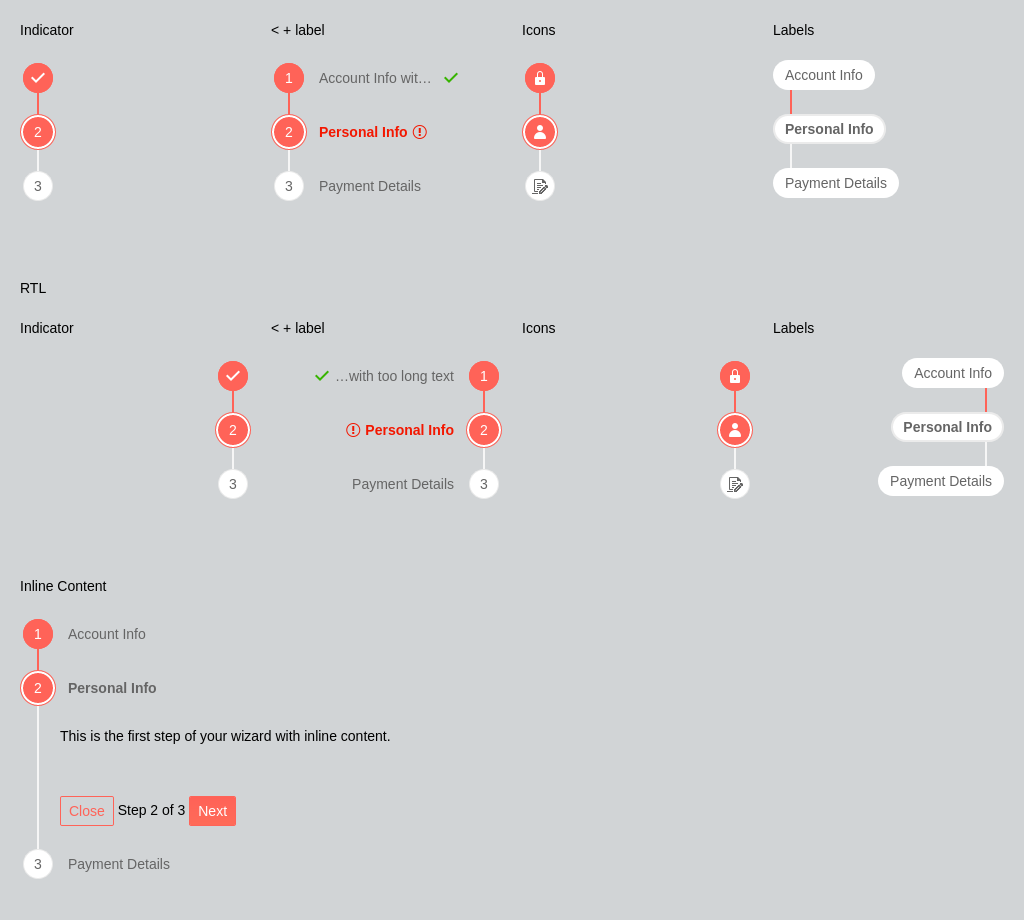 Indicator
< + label
Icons
Labels
2
3
1
Account Info wit…
2
Personal Info
3
Payment Details
Account Info
Personal Info
Payment Details
RTL
Indicator
< + label
Icons
Labels
2
3
…with too long text
1
Personal Info
2
Payment Details
3
Account Info
Personal Info
Payment Details
Inline Content
1 Account Info
2 Personal Info
This is the first step of your wizard with inline content.
Close Step 2 of 3 Next
3 Payment Details